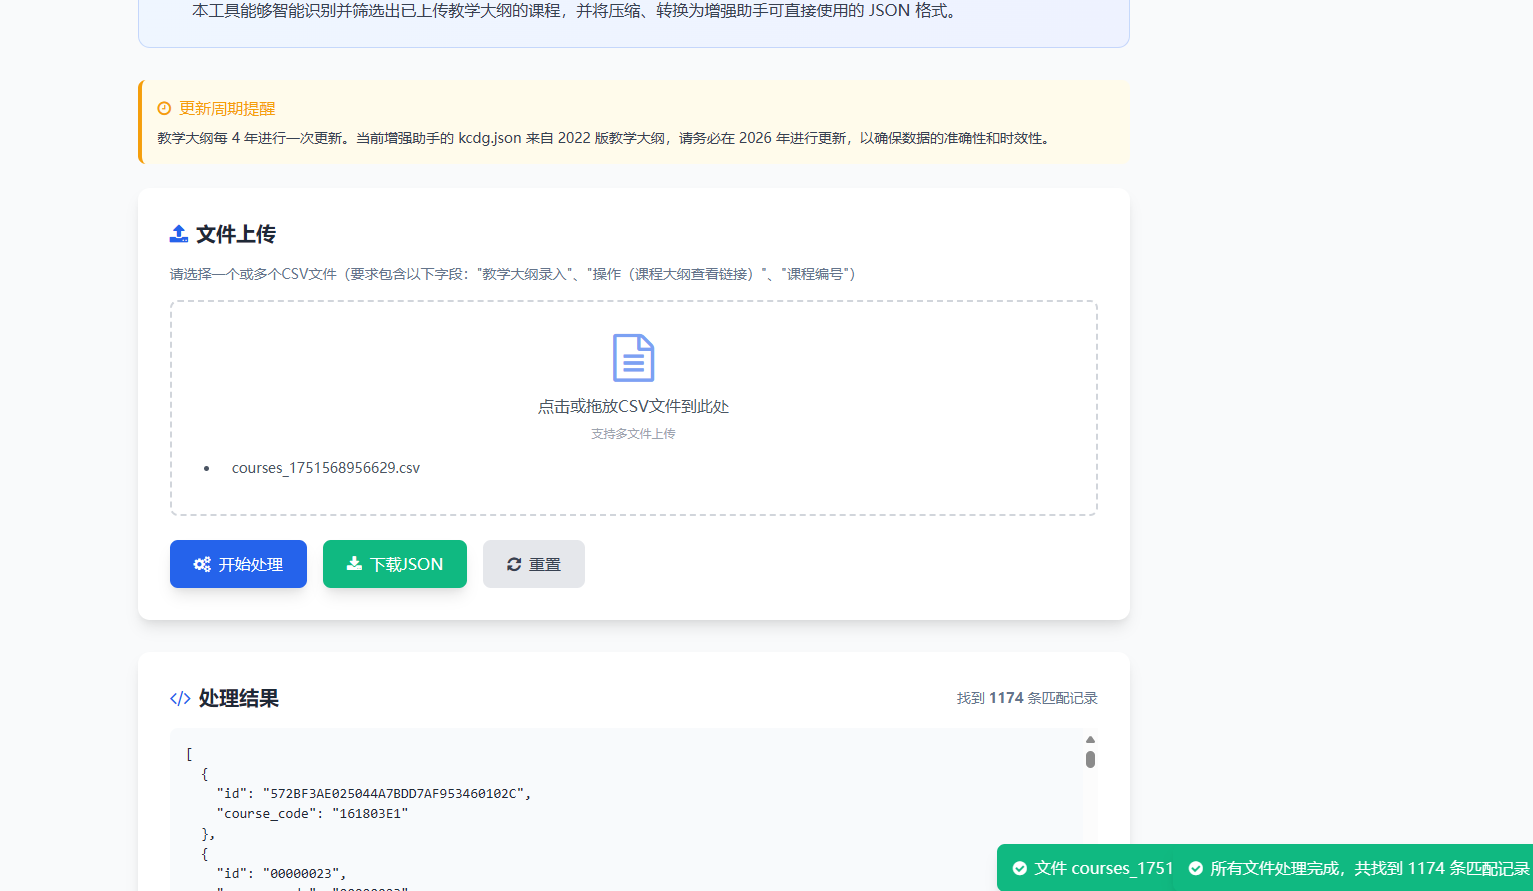 本工具能够智能识别并筛选出已上传教学大纲的课程，并将压缩、转换为增强助手可直接使用的 JSON 格式。
更新周期提醒
教学大纲每 4 年进行一次更新。当前增强助手的 kcdg.json 来自 2022 版教学大纲，请务必在 2026 年进行更新，以确保数据的准确性和时效性。
文件上传
请选择一个或多个CSV文件（要求包含以下字段："教学大纲录入"、"操作（课程大纲查看链接）"、"课程编号"）
点击或拖放CSV文件到此处
支持多文件上传
• courses_1751568956629.csv
开始处理 下载JSON 重置
</> 处理结果 找到 1174 条匹配记录
[
{
"id": "572BF3AE025044A7BDD7AF953460102C",
"course_code": "161803E1"
},
{
"id": "00000023",
文件 courses_1751 所有文件处理完成，共找到 1174 条匹配记录